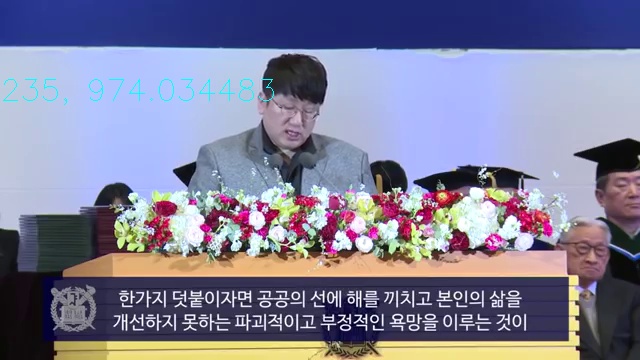 235, 974.034483
한가지 덧붙이자면 공공의 선에 해를 끼치고 본인의 삶을
개선하지 못하는 파괴적이고 부정적인 욕망을 이루는 것이